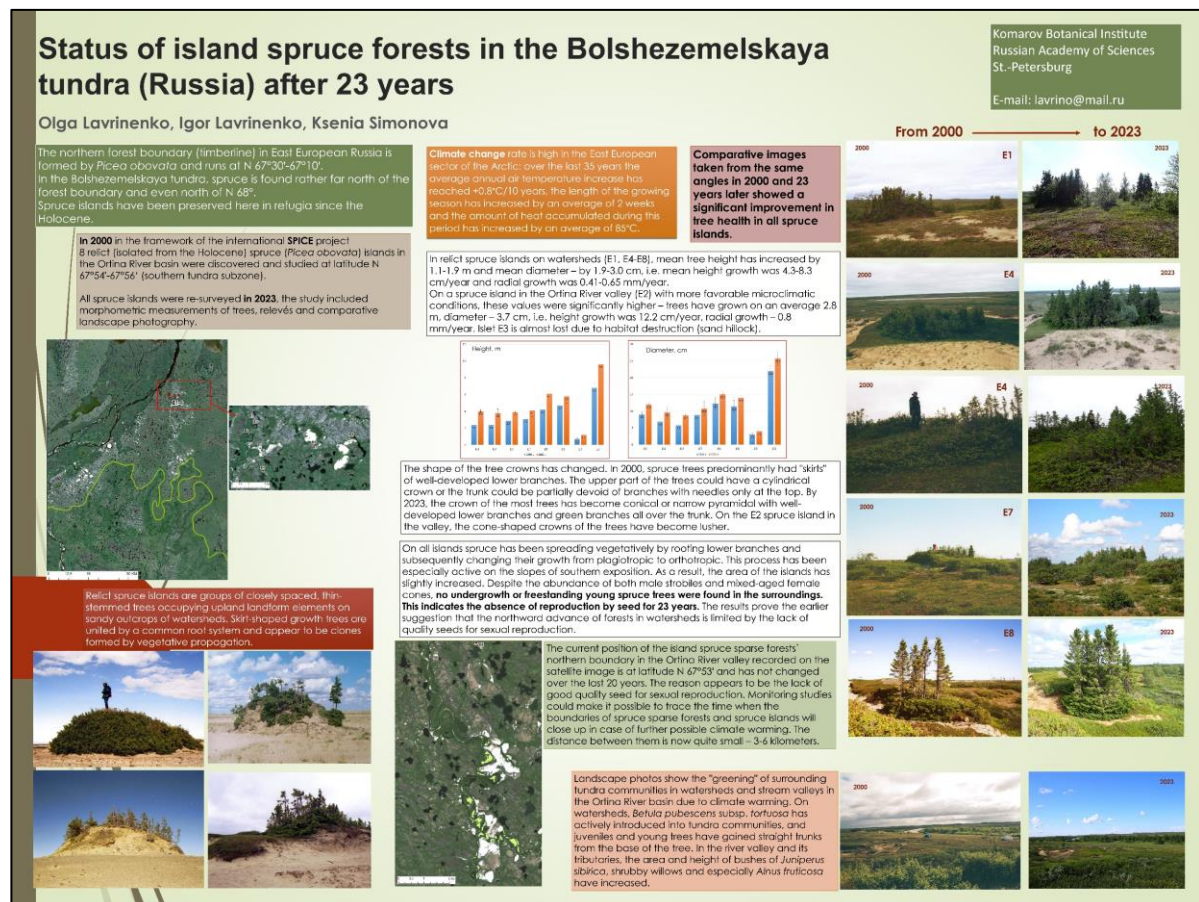 Status of island spruce forests in the Bolshezemelskaya
tundra (Russia) after 23 years
Olga Lavrinenko, Igor Lavrinenko, Ksenia Simonova
Komarov Botanical Institute
Russian Academy of Sciences
St.-Petersburg
E-mail: lavrino@mail.ru
The northern forest boundary (timberline) in East European Russia is
formed by Picea obovata and runs at N 67°30'-67°10'.
In the Bolshezemelskaya tundra, spruce is found rather far north of the
forest boundary and even north of N 68°.
Spruce islands have been preserved here in refugia since the
Holocene.
In 2000 in the framework of the international SPICE project
8 relict (isolated from the Holocene) spruce (Picea obovata) islands in
the Ortina River basin were discovered and studied at latitude N
67°54'-67°56' (southern tundra subzone).
All spruce islands were re-surveyed in 2023, the study included
morphometric measurements of trees, relevés and comparative
landscape photography.
Relict spruce islands are groups of closely spaced, thin-
stemmed trees occupying upland landform elements on
sandy outcrops of watersheds. Skirt-shaped growth trees are
united by a common root system and appear to be clones
formed by vegetative propagation.
Climate change rate is high in the East European
sector of the Arctic: over the last 35 years the
average annual air temperature increase has
reached +0.8°C/10 years, the length of the growing
season has increased by an average of 2 weeks
and the amount of heat accumulated during this
period has increased by an average of 85°C.
Comparative images
taken from the same
angles in 2000 and 23
years later showed a
significant improvement in
tree health in all spruce
islands.
In relict spruce islands on watersheds (E1, E4-E8), mean tree height has increased by
1.1-1.9 m and mean diameter – by 1.9-3.0 cm, i.e. mean height growth was 4.3-8.3
cm/year and radial growth was 0.41-0.65 mm/year.
On a spruce island in the Ortina River valley (E2) with more favorable microclimatic
conditions, these values were significantly higher – trees have grown on an average 2.8
m, diameter – 3.7 cm, i.e. height growth was 12.2 cm/year, radial growth – 0.8
mm/year. Islet E3 is almost lost due to habitat destruction (sand hillock).
Height, m
Diameter, cm
The shape of the tree crowns has changed. In 2000, spruce trees predominantly had "skirts"
of well-developed lower branches. The upper part of the trees could have a cylindrical
crown or the trunk could be partially devoid of branches with needles only at the top. By
2023, the crown of the most trees has become conical or narrow pyramidal with well-
developed lower branches and green branches all over the trunk. On the E2 spruce island in
the valley, the cone-shaped crowns of the trees have become lusher.
On all islands spruce has been spreading vegetatively by rooting lower branches and
subsequently changing their growth from plagiotropic to orthotropic. This process has been
especially active on the slopes of southern exposition. As a result, the area of the islands has
slightly increased. Despite the abundance of both male strobiles and mixed-aged female
cones, no undergrowth or freestanding young spruce trees were found in the surroundings.
This indicates the absence of reproduction by seed for 23 years. The results prove the earlier
suggestion that the northward advance of forests in watersheds is limited by the lack of
quality seeds for sexual reproduction.
The current position of the island spruce sparse forests'
northern boundary in the Ortina River valley recorded on the
satellite image is at latitude N 67°53' and has not changed
over the last 20 years. The reason appears to be the lack of
good quality seed for sexual reproduction. Monitoring studies
could make it possible to trace the time when the
boundaries of spruce sparse forests and spruce islands will
close up in case of further possible climate warming. The
distance between them is now quite small – 3-6 kilometers.
Landscape photos show the "greening" of surrounding
tundra communities in watersheds and stream valleys in
the Ortina River basin due to climate warming. On
watersheds, Betula pubescens subsp. tortuosa has
actively introduced into tundra communities, and
juveniles and young trees have gained straight trunks
from the base of the tree. In the river valley and its
tributaries, the area and height of bushes of Juniperus
sibirica, shrubby willows and especially Alnus fruticosa
have increased.
From 2000 to 2023
2000 E1 2023
2000 E4 2023
2000 E4 2023
2000 E7 2023
2000 E8 2023
2000 2023